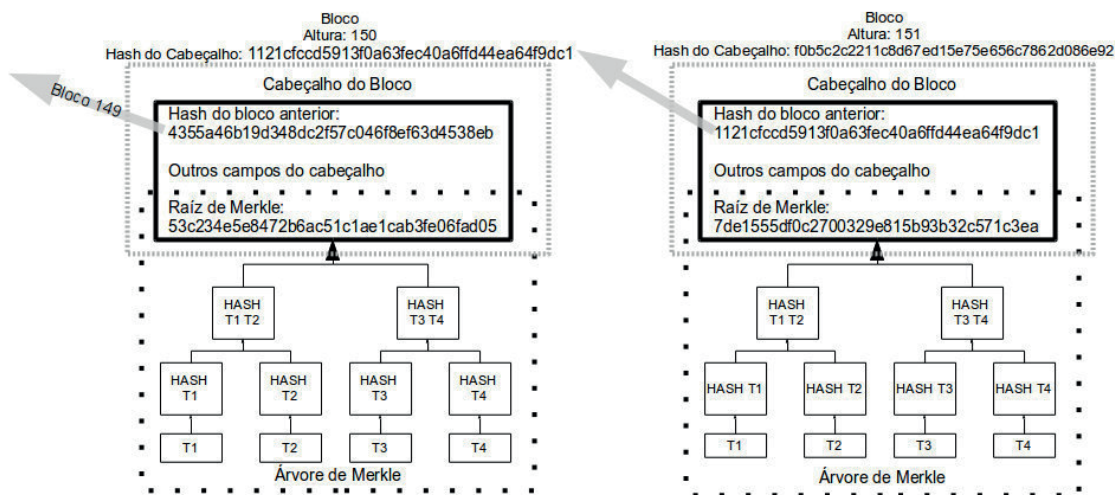 Bloco
Altura: 150
Hash do Cabeçalho: 1121cfccd5913f0a63fec40a6ffd44ea64f9dc1
Cabeçalho do Bloco
Bloco 149
Hash do bloco anterior:
4355a46b19d348dc2f57c046f8ef63d4538eb
Outros campos do cabeçalho
Raíz de Merkle:
53c234e5e8472b6ac51c1ae1cab3fe06fad05
HASH
T1 T2
HASH
T3 T4
HASH
T1
HASH
T2
HASH
T3
HASH
T4
T1
T2
T3
T4
Árvore de Merkle
Bloco
Altura: 151
Hash do Cabeçalho: f0b5c2c2211c8d67ed15e75e656c7862d086e92
Cabeçalho do Bloco
Hash do bloco anterior:
1121cfccd5913f0a63fec40a6ffd44ea64f9dc1
Outros campos do cabeçalho
Raíz de Merkle:
7de1555df0c2700329e815b93b32c571c3ea
HASH
T1 T2
HASH
T3 T4
HASH T1
HASH T2
HASH T3
HASH T4
T1
T2
T3
T4
Árvore de Merkle